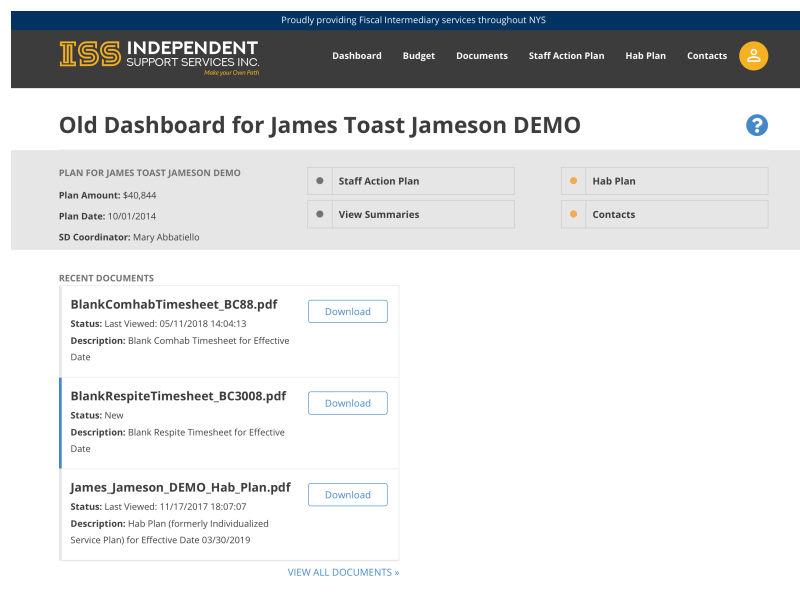 Proudly providing Fiscal Intermediary services throughout NYS
ISS INDEPENDENT
SUPPORT SERVICES INC.
Make your Own Path
Dashboard Budget Documents Staff Action Plan Hab Plan Contacts
Old Dashboard for James Toast Jameson DEMO
?
PLAN FOR JAMES TOAST JAMESON DEMO
Plan Amount: $40,844
Plan Date: 10/01/2014
SD Coordinator: Mary Abbatiello
Staff Action Plan
Hab Plan
View Summaries
Contacts
RECENT DOCUMENTS
BlankComhabTimesheet_BC88.pdf
Download
Status: Last Viewed: 05/11/2018 14:04:13
Description: Blank Comhab Timesheet for Effective
Date
BlankRespiteTimesheet_BC3008.pdf
Download
Status: New
Description: Blank Respite Timesheet for Effective
Date
James_Jameson_DEMO_Hab_Plan.pdf
Download
Status: Last Viewed: 11/17/2017 18:07:07
Description: Hab Plan (formerly Individualized
Service Plan) for Effective Date 03/30/2019
VIEW ALL DOCUMENTS »